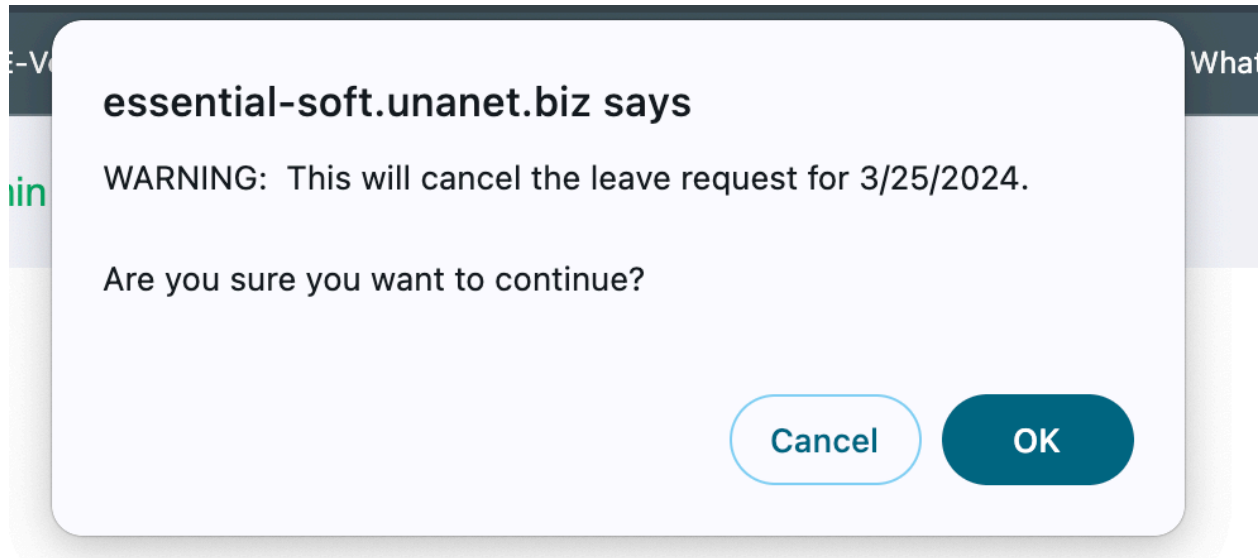 essential-soft.unanet.biz says
What
WARNING:  This will cancel the leave request for 3/25/2024.
Are you sure you want to continue?
Cancel
OK